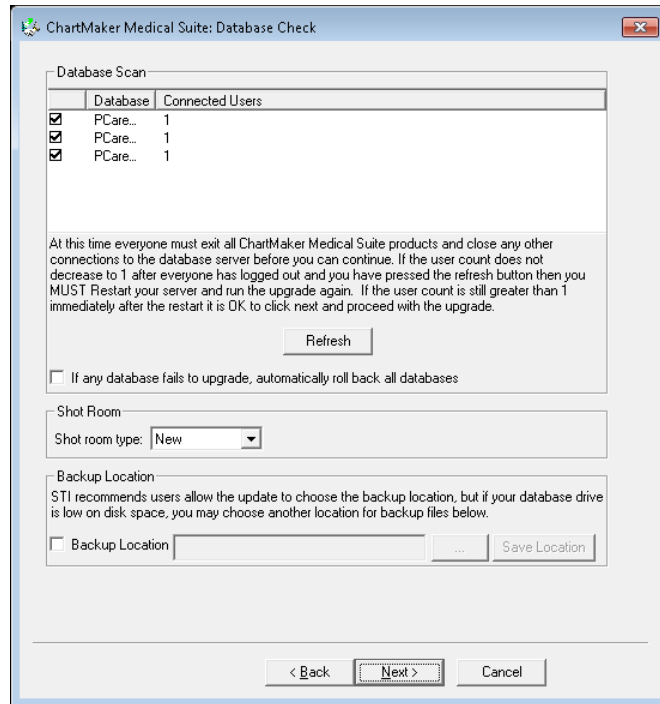 ChartMaker Medical Suite: Database Check
Database Scan
Database Connected Users
PCare... 1
PCare... 1
PCare... 1
At this time everyone must exit all ChartMaker Medical Suite products and close any other
connections to the database server before you can continue. If the user count does not
decrease to 1 after everyone has logged out and you have pressed the refresh button then you
MUST Restart your server and run the upgrade again. If the user count is still greater than 1
immediately after the restart it is OK to click next and proceed with the upgrade.
Refresh
If any database fails to upgrade, automatically roll back all databases
Shot Room
Shot room type: New
Backup Location
STI recommends users allow the update to choose the backup location, but if your database drive
is low on disk space, you may choose another location for backup files below.
Backup Location ... Save Location
< Back Next > Cancel